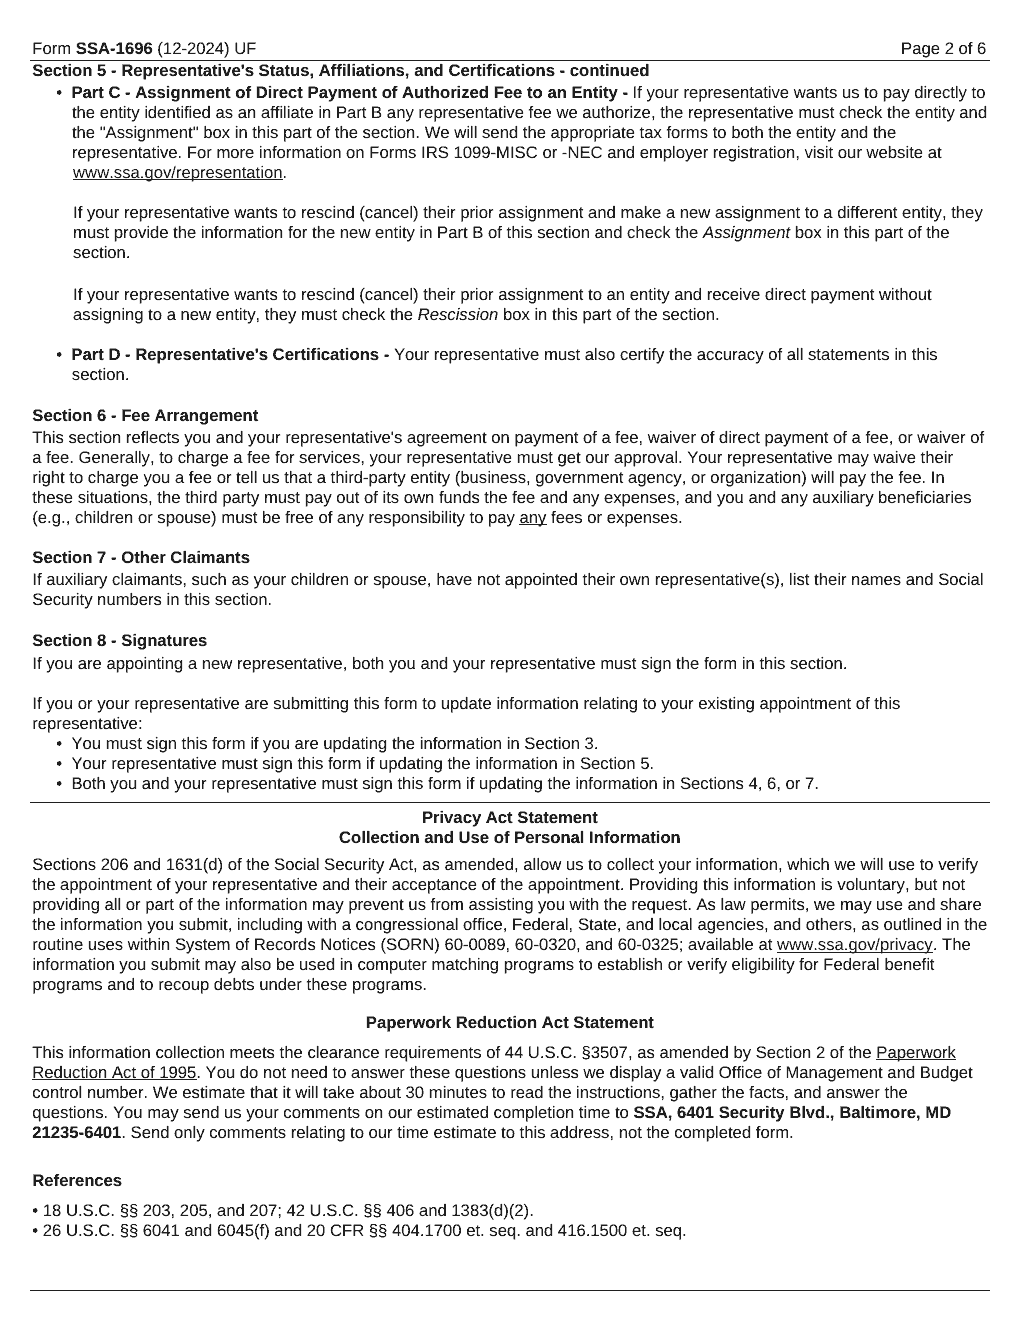 Form SSA-1696 (12-2024) UF
Page 2 of 6
Section 5 - Representative's Status, Affiliations, and Certifications - continued
• Part C - Assignment of Direct Payment of Authorized Fee to an Entity - If your representative wants us to pay directly to
the entity identified as an affiliate in Part B any representative fee we authorize, the representative must check the entity and
the "Assignment" box in this part of the section. We will send the appropriate tax forms to both the entity and the
representative. For more information on Forms IRS 1099-MISC or -NEC and employer registration, visit our website at
www.ssa.gov/representation.
If your representative wants to rescind (cancel) their prior assignment and make a new assignment to a different entity, they
must provide the information for the new entity in Part B of this section and check the Assignment box in this part of the
section.
If your representative wants to rescind (cancel) their prior assignment to an entity and receive direct payment without
assigning to a new entity, they must check the Rescission box in this part of the section.
• Part D - Representative's Certifications - Your representative must also certify the accuracy of all statements in this
section.
Section 6 - Fee Arrangement
This section reflects you and your representative's agreement on payment of a fee, waiver of direct payment of a fee, or waiver of
a fee. Generally, to charge a fee for services, your representative must get our approval. Your representative may waive their
right to charge you a fee or tell us that a third-party entity (business, government agency, or organization) will pay the fee. In
these situations, the third party must pay out of its own funds the fee and any expenses, and you and any auxiliary beneficiaries
(e.g., children or spouse) must be free of any responsibility to pay any fees or expenses.
Section 7 - Other Claimants
If auxiliary claimants, such as your children or spouse, have not appointed their own representative(s), list their names and Social
Security numbers in this section.
Section 8 - Signatures
If you are appointing a new representative, both you and your representative must sign the form in this section.
If you or your representative are submitting this form to update information relating to your existing appointment of this
representative:
• You must sign this form if you are updating the information in Section 3.
• Your representative must sign this form if updating the information in Section 5.
• Both you and your representative must sign this form if updating the information in Sections 4, 6, or 7.
Privacy Act Statement
Collection and Use of Personal Information
Sections 206 and 1631(d) of the Social Security Act, as amended, allow us to collect your information, which we will use to verify
the appointment of your representative and their acceptance of the appointment. Providing this information is voluntary, but not
providing all or part of the information may prevent us from assisting you with the request. As law permits, we may use and share
the information you submit, including with a congressional office, Federal, State, and local agencies, and others, as outlined in the
routine uses within System of Records Notices (SORN) 60-0089, 60-0320, and 60-0325; available at www.ssa.gov/privacy. The
information you submit may also be used in computer matching programs to establish or verify eligibility for Federal benefit
programs and to recoup debts under these programs.
Paperwork Reduction Act Statement
This information collection meets the clearance requirements of 44 U.S.C. §3507, as amended by Section 2 of the Paperwork
Reduction Act of 1995. You do not need to answer these questions unless we display a valid Office of Management and Budget
control number. We estimate that it will take about 30 minutes to read the instructions, gather the facts, and answer the
questions. You may send us your comments on our estimated completion time to SSA, 6401 Security Blvd., Baltimore, MD
21235-6401. Send only comments relating to our time estimate to this address, not the completed form.
References
• 18 U.S.C. §§ 203, 205, and 207; 42 U.S.C. §§ 406 and 1383(d)(2).
• 26 U.S.C. §§ 6041 and 6045(f) and 20 CFR §§ 404.1700 et. seq. and 416.1500 et. seq.